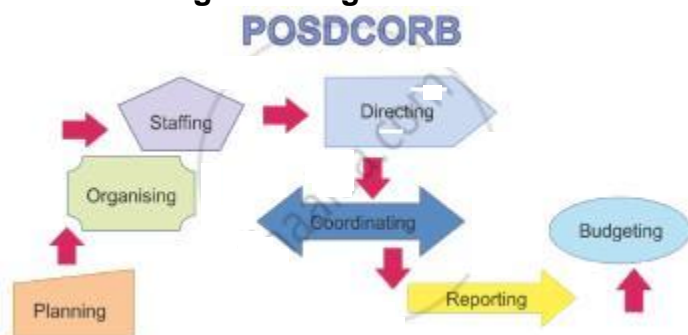 POSDCORB
Staffing
Directing
Organising
Coordinating
Budgeting
Planning
Reporting